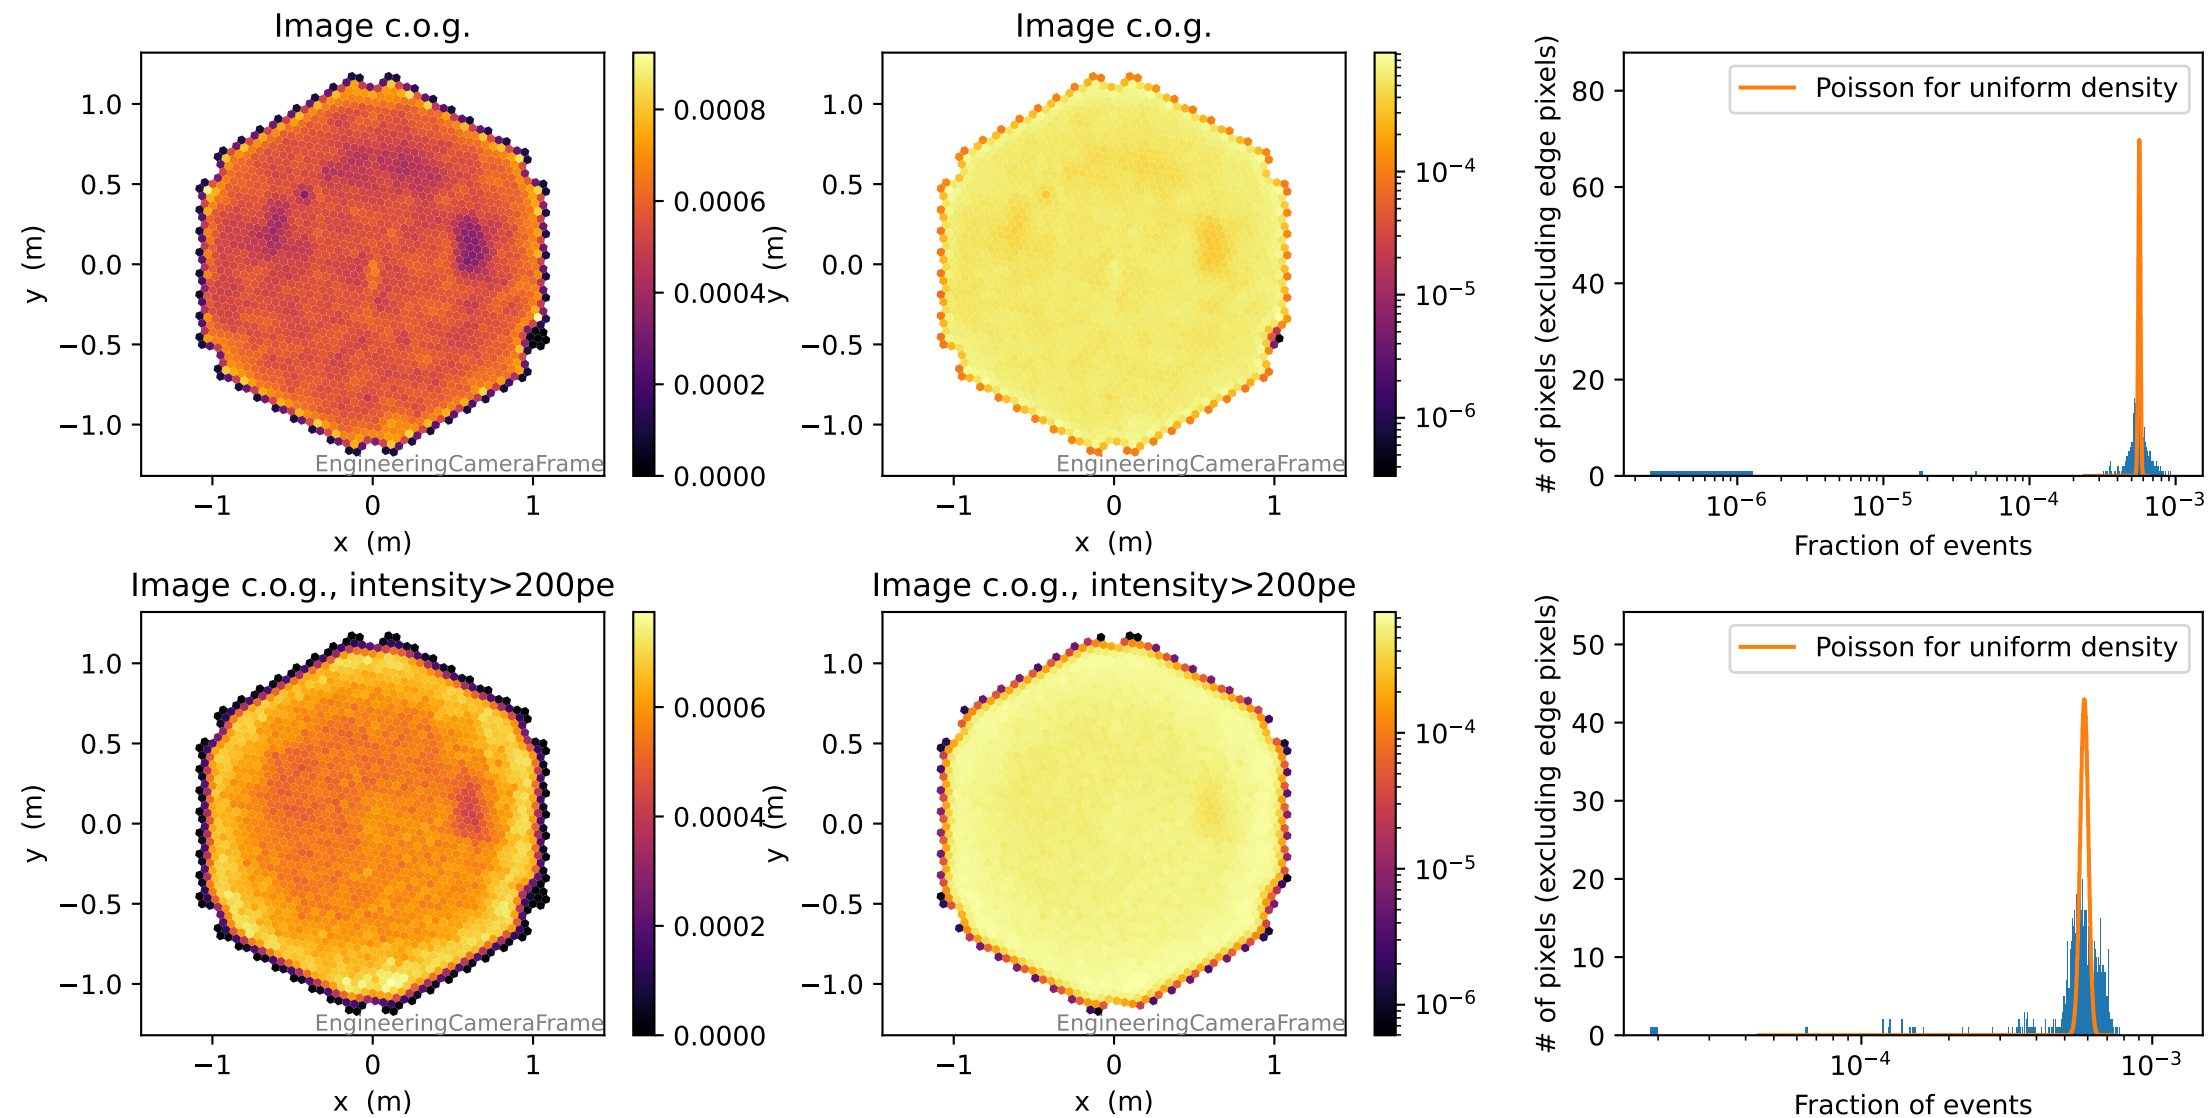 Image c.o.g.
y (m)
1.0
0.5
0.0
−0.5
−1.0
EngineeringCameraFrame
−1 0 1
x (m)
0.0008
0.0006
0.0004
0.0002
0.0000
Image c.o.g.
y (m)
1.0
0.5
0.0
−0.5
−1.0
EngineeringCameraFrame
−1 0 1
x (m)
10⁻⁴
10⁻⁵
10⁻⁶
# of pixels (excluding edge pixels)
80
60
40
20
0
Poisson for uniform density
10⁻⁶ 10⁻⁵ 10⁻⁴ 10⁻³
Fraction of events
Image c.o.g., intensity>200pe
y (m)
1.0
0.5
0.0
−0.5
−1.0
EngineeringCameraFrame
−1 0 1
x (m)
0.0006
0.0004
0.0002
0.0000
Image c.o.g., intensity>200pe
y (m)
1.0
0.5
0.0
−0.5
−1.0
EngineeringCameraFrame
−1 0 1
x (m)
10⁻⁴
10⁻⁵
10⁻⁶
# of pixels (excluding edge pixels)
50
40
30
20
10
0
Poisson for uniform density
10⁻⁴ 10⁻³
Fraction of events